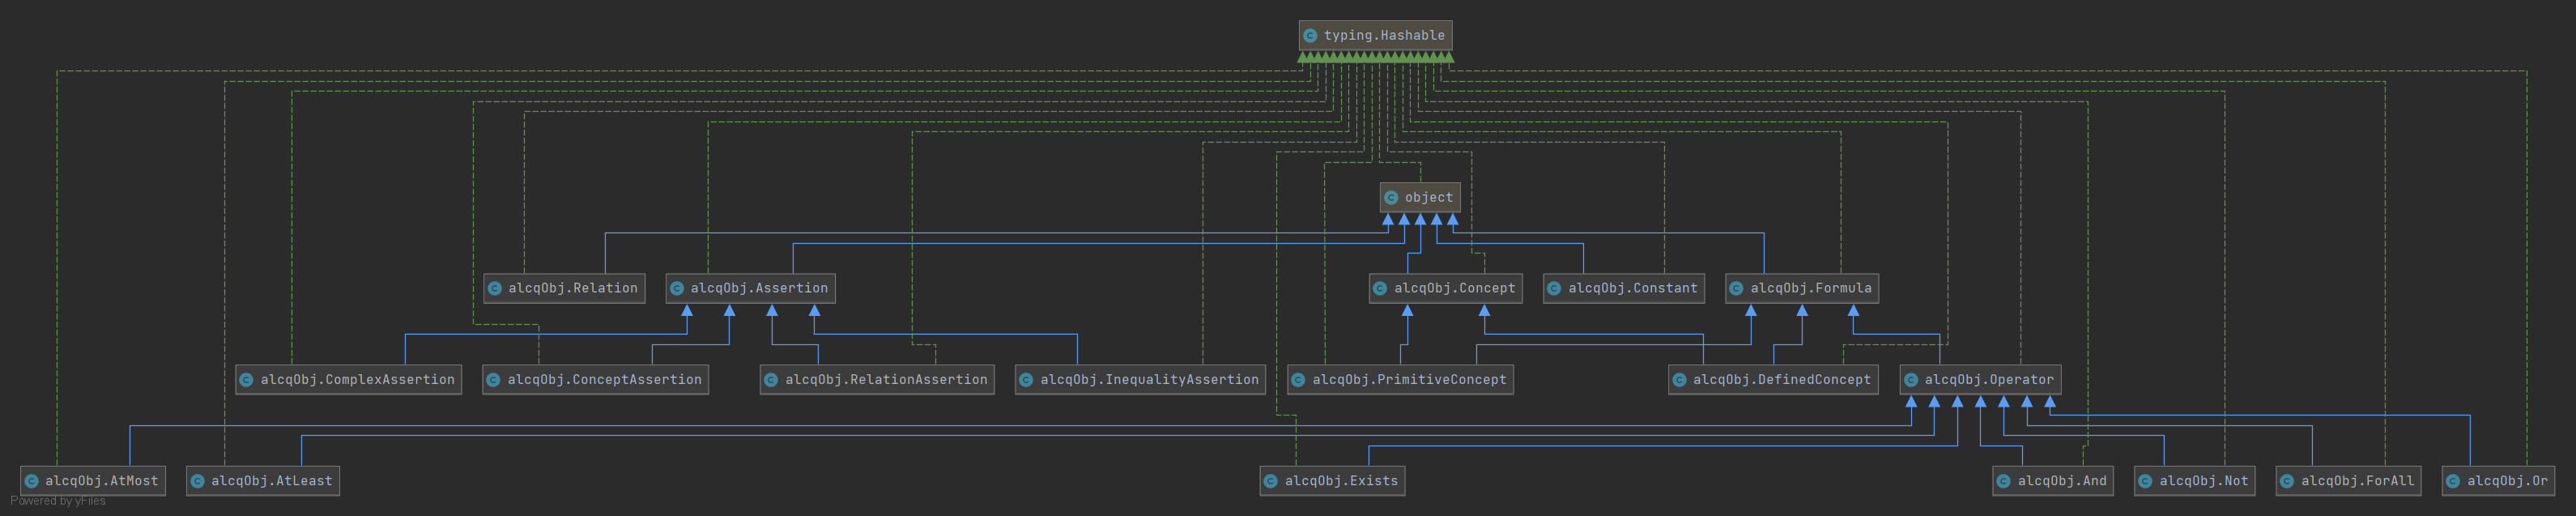 typing.Hashable
object
alcqObj.Relation
alcqObj.Assertion
alcqObj.Concept
alcqObj.Constant
alcqObj.Formula
alcqObj.ComplexAssertion
alcqObj.ConceptAssertion
alcqObj.RelationAssertion
alcqObj.InequalityAssertion
alcqObj.PrimitiveConcept
alcqObj.DefinedConcept
alcqObj.Operator
alcqObj.AtMost
alcqObj.AtLeast
alcqObj.Exists
alcqObj.And
alcqObj.Not
alcqObj.ForAll
alcqObj.Or
Powered by yFiles